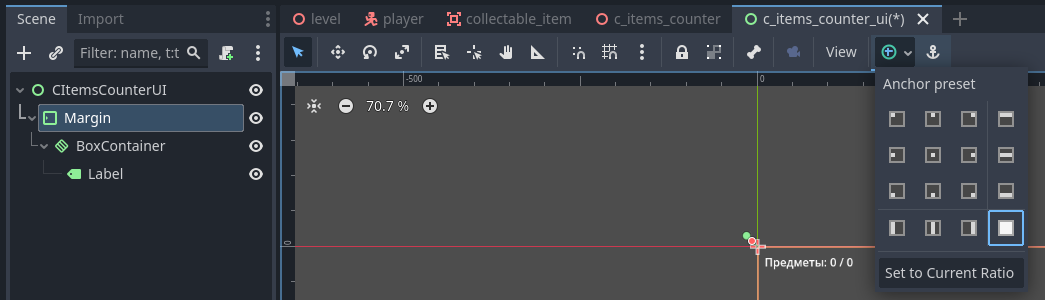 Scene Import
level player collectable_item c_items_counter c_items_counter_ui(*)
Filter: name, t:t
View
CItemsCounterUI
Margin
BoxContainer
Label
-500 0
70.7 %
0
Предметы: 0 / 0
Anchor preset
Set to Current Ratio